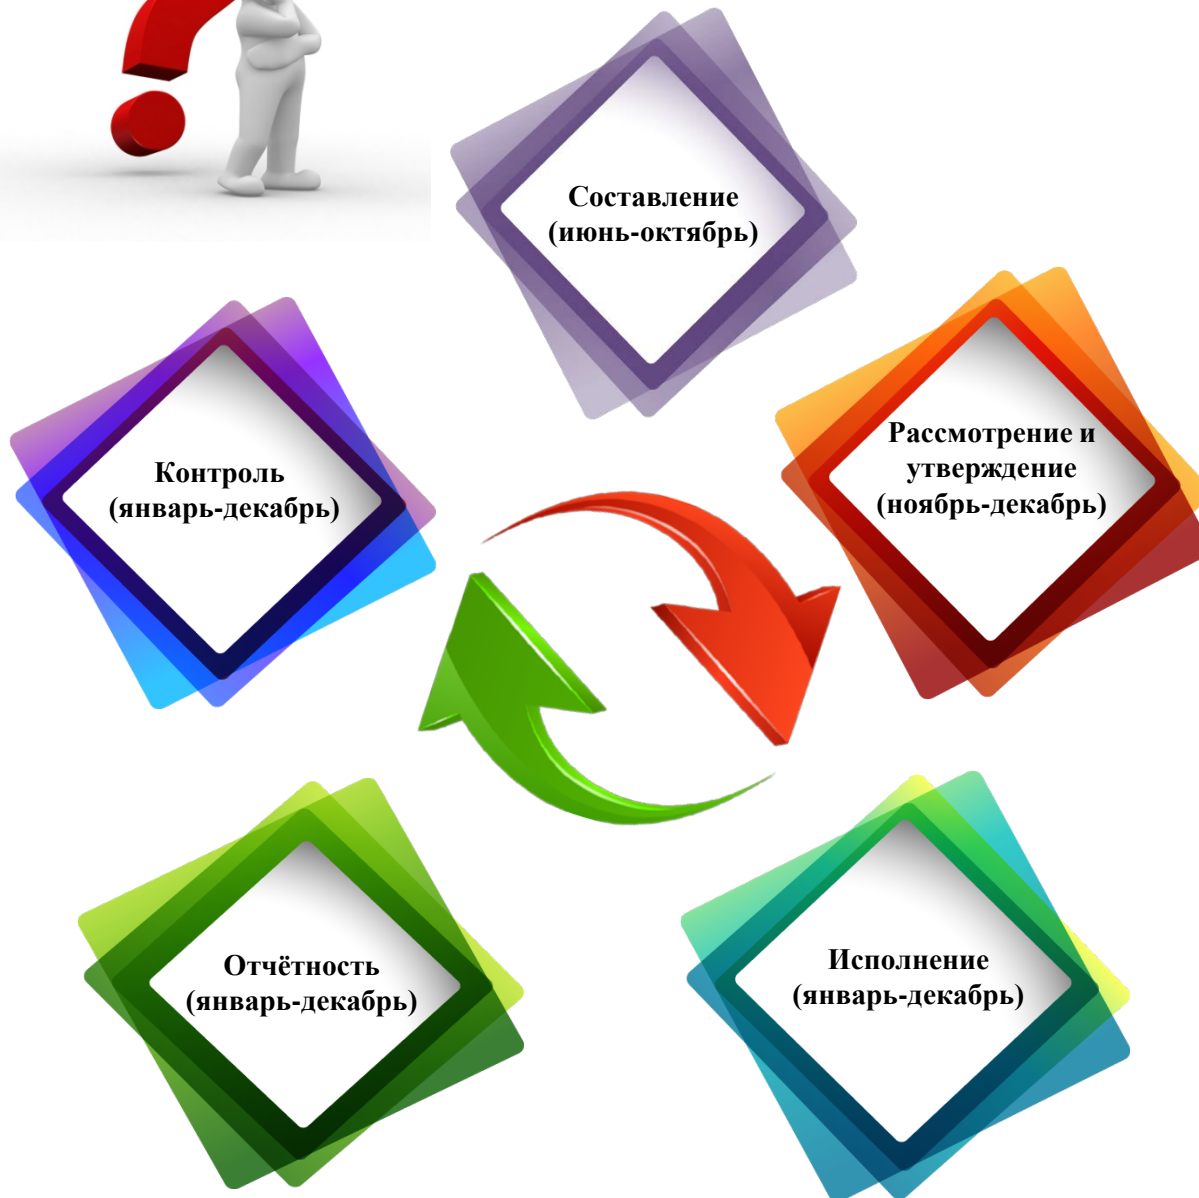 Составление
(июнь-октябрь)
Рассмотрение и
утверждение
(ноябрь-декабрь)
Контроль
(январь-декабрь)
Исполнение
(январь-декабрь)
Отчётность
(январь-декабрь)